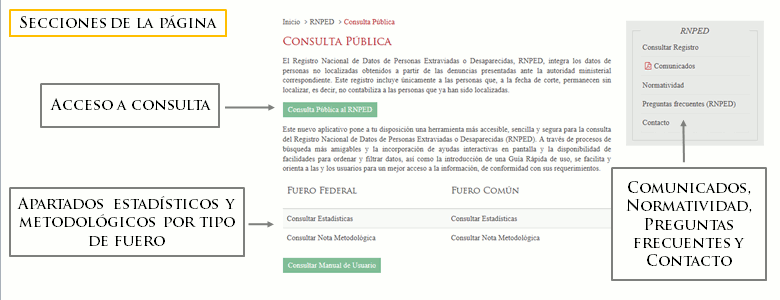 SECCIONES DE LA PÁGINA
Inicio > RNPED > Consulta Pública
CONSULTA PÚBLICA
El Registro Nacional de Datos de Personas Extraviadas o Desaparecidas, RNPED, integra los datos de
personas no localizadas obtenidos a partir de las denuncias presentadas ante la autoridad ministerial
correspondiente. Este registro incluye únicamente a las personas que, a la fecha de corte, permanecen sin
localizar, es decir, no contabiliza a las personas que ya han sido localizadas.
ACCESO A CONSULTA
Consulta Pública al RNPED
Este nuevo aplicativo pone a tu disposición una herramienta más accesible, sencilla y segura para la consulta
del Registro Nacional de Datos de Personas Extraviadas o Desaparecidas (RNPED). A través de procesos de
búsqueda más amigables y la incorporación de ayudas interactivas en pantalla y la disponibilidad de
facilidades para ordenar y filtrar datos, así como la introducción de una Guía Rápida de uso, se facilita y
orienta a las y los usuarios para un mejor acceso a la información, de conformidad con sus requerimientos.
APARTADOS ESTADÍSTICOS Y
METODOLÓGICOS POR TIPO
DE FUERO
FUERO FEDERAL FUERO COMÚN
Consultar Estadísticas Consultar Estadísticas
Consultar Nota Metodológica Consultar Nota Metodológica
Consultar Manual de Usuario
RNPED
Consultar Registro
Comunicados
Normatividad
Preguntas frecuentes (RNPED)
Contacto
COMUNICADOS,
NORMATIVIDAD,
PREGUNTAS
FRECUENTES Y
CONTACTO